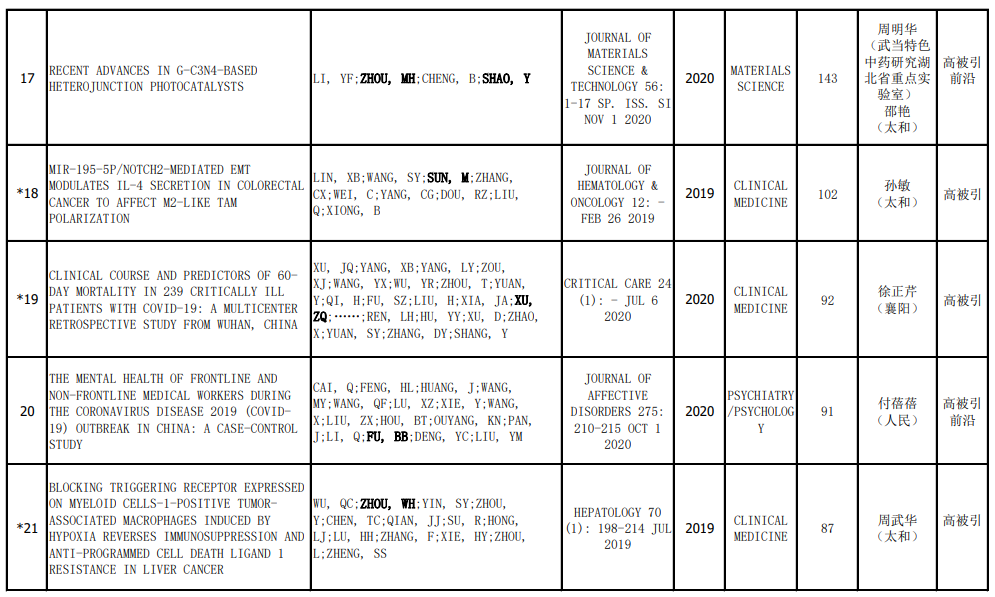 17
RECENT ADVANCES IN G-C3N4-BASED
HETEROJUNCTION PHOTOCATALYSTS
LI, YF;ZHOU, MH;CHENG, B;SHAO, Y
JOURNAL OF
MATERIALS
SCIENCE &
TECHNOLOGY 56:
1-17 SP. ISS. SI
NOV 1 2020
2020
MATERIALS
SCIENCE
143
周明华
（武当特色
中药研究湖
北省重点实
验室）
邵艳
（太和）
高被引
前沿
*18
MIR-195-5P/NOTCH2-MEDIATED EMT
MODULATES IL-4 SECRETION IN COLORECTAL
CANCER TO AFFECT M2-LIKE TAM
POLARIZATION
LIN, XB;WANG, SY;SUN, M;ZHANG,
CX;WEI, C;YANG, CG;DOU, RZ;LIU,
Q;XIONG, B
JOURNAL OF
HEMATOLOGY &
ONCOLOGY 12: -
FEB 26 2019
2019
CLINICAL
MEDICINE
102
孙敏
（太和）
高被引
*19
CLINICAL COURSE AND PREDICTORS OF 60-
DAY MORTALITY IN 239 CRITICALLY ILL
PATIENTS WITH COVID-19: A MULTICENTER
RETROSPECTIVE STUDY FROM WUHAN, CHINA
XU, JQ;YANG, XB;YANG, LY;ZOU,
XJ;WANG, YX;WU, YR;ZHOU, T;YUAN,
Y;QI, H;FU, SZ;LIU, H;XIA, JA;XU,
ZQ;……;REN, LH;HU, YY;XU, D;ZHAO,
X;YUAN, SY;ZHANG, DY;SHANG, Y
CRITICAL CARE 24
(1): - JUL 6
2020
2020
CLINICAL
MEDICINE
92
徐正芹
（襄阳）
高被引
20
THE MENTAL HEALTH OF FRONTLINE AND
NON-FRONTLINE MEDICAL WORKERS DURING
THE CORONAVIRUS DISEASE 2019 (COVID-
19) OUTBREAK IN CHINA: A CASE-CONTROL
STUDY
CAI, Q;FENG, HL;HUANG, J;WANG,
MY;WANG, QF;LU, XZ;XIE, Y;WANG,
X;LIU, ZX;HOU, BT;OUYANG, KN;PAN,
J;LI, Q;FU, BB;DENG, YC;LIU, YM
JOURNAL OF
AFFECTIVE
DISORDERS 275:
210-215 OCT 1
2020
2020
PSYCHIATRY
/PSYCHOLOG
Y
91
付蓓蓓
（人民）
高被引
前沿
*21
BLOCKING TRIGGERING RECEPTOR EXPRESSED
ON MYELOID CELLS-1-POSITIVE TUMOR-
ASSOCIATED MACROPHAGES INDUCED BY
HYPOXIA REVERSES IMMUNOSUPPRESSION AND
ANTI-PROGRAMMED CELL DEATH LIGAND 1
RESISTANCE IN LIVER CANCER
WU, QC;ZHOU, WH;YIN, SY;ZHOU,
Y;CHEN, TC;QIAN, JJ;SU, R;HONG,
LJ;LU, HH;ZHANG, F;XIE, HY;ZHOU,
L;ZHENG, SS
HEPATOLOGY 70
(1): 198-214 JUL
2019
2019
CLINICAL
MEDICINE
87
周武华
（太和）
高被引